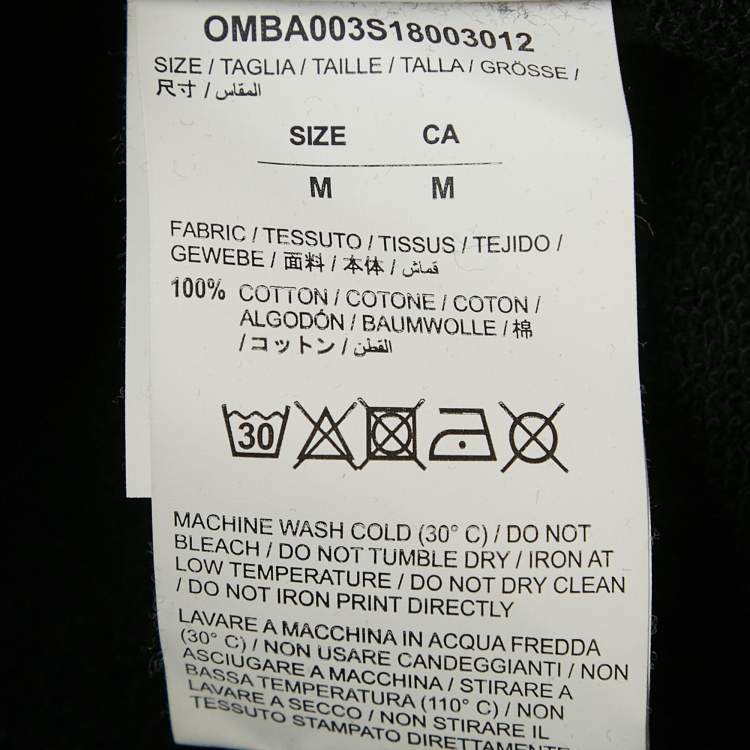 OMBA003S18003012
SIZE / TAGLIA / TAILLE / TALLA / GRÖSSE /
尺寸 / المقاس
SIZE CA
M M
FABRIC / TESSUTO / TISSUS / TEJIDO /
GEWEBE / 面料 / 本体 / قماش
100% COTTON / COTONE / COTON /
ALGODÓN / BAUMWOLLE / 棉
/ コットン / القطن
30
MACHINE WASH COLD (30° C) / DO NOT
BLEACH / DO NOT TUMBLE DRY / IRON AT
LOW TEMPERATURE / DO NOT DRY CLEAN
/ DO NOT IRON PRINT DIRECTLY
LAVARE A MACCHINA IN ACQUA FREDDA
(30° C) / NON USARE CANDEGGIANTI / NON
ASCIUGARE A MACCHINA / STIRARE A
BASSA TEMPERATURA (110° C) / NON
LAVARE A SECCO / NON STIRARE IL
TESSUTO STAMPATO DIRETTAMENTE